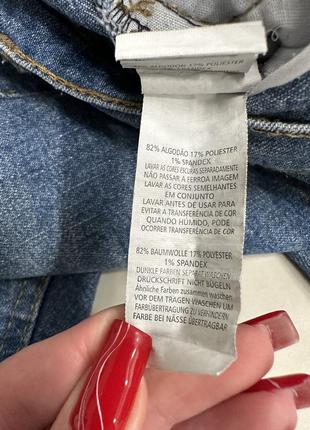 82% ALGODÃO 17% POLIESTER
1% SPANDEX
LAVAR AS CORES ESCURAS SEPARADAMENTE
NÃO PASSAR À FERRO A IMAGEM
LAVAR AS CORES SEMELHANTES
EM CONJUNTO
LAVAR ANTES DE USAR PARA
EVITAR A TRANSFERÊNCIA DE COR
QUANDO HÚMIDO, PODE
OCORRER TRANSFERÊNCIA DE COR
82% BAUMWOLLE 17% POLYESTER
1% SPANDEX
DUNKLE FARBEN SEPARAT WASCHEN
DRUCKSCHRIFT NICHT BÜGELN
Ähnliche Farben zusammen waschen
VOR DEM TRAGEN WASCHEN UM
FARBÜBERTRAGUNG ZU VERMEIDEN
FARBE BEI NÄSSE ÜBERTRAGBAR